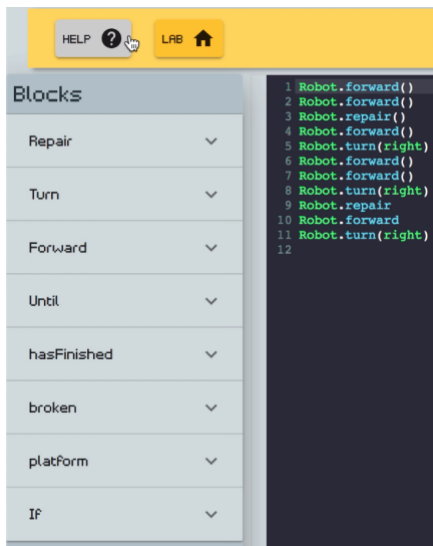 HELP ?
LAB
Blocks
Repair
Turn
Forward
Until
hasFinished
broken
platform
If
1 Robot.forward()
2 Robot.forward()
3 Robot.repair()
4 Robot.forward()
5 Robot.turn(right)
6 Robot.forward()
7 Robot.forward()
8 Robot.turn(right)
9 Robot.repair
10 Robot.forward
11 Robot.turn(right)
12